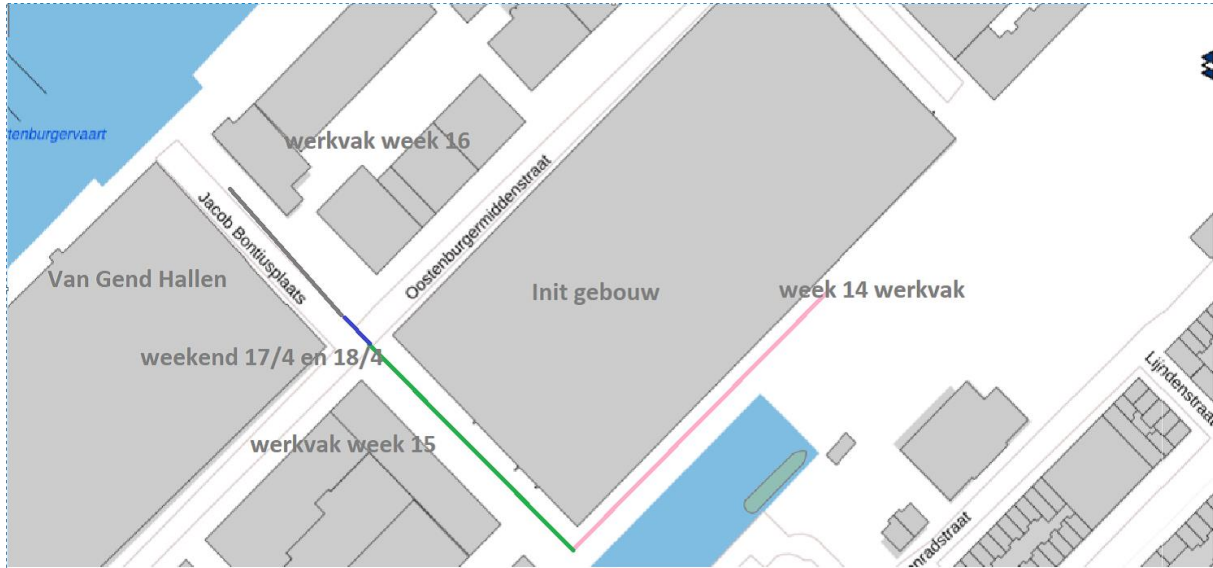 tenburgervaart
werkvak week 16
Jacob Bontiusplaats
Oostenburgermiddenstraat
Van Gend Hallen
Init gebouw
week 14 werkvak
weekend 17/4 en 18/4
werkvak week 15
Lijndenstraat
enradstraat